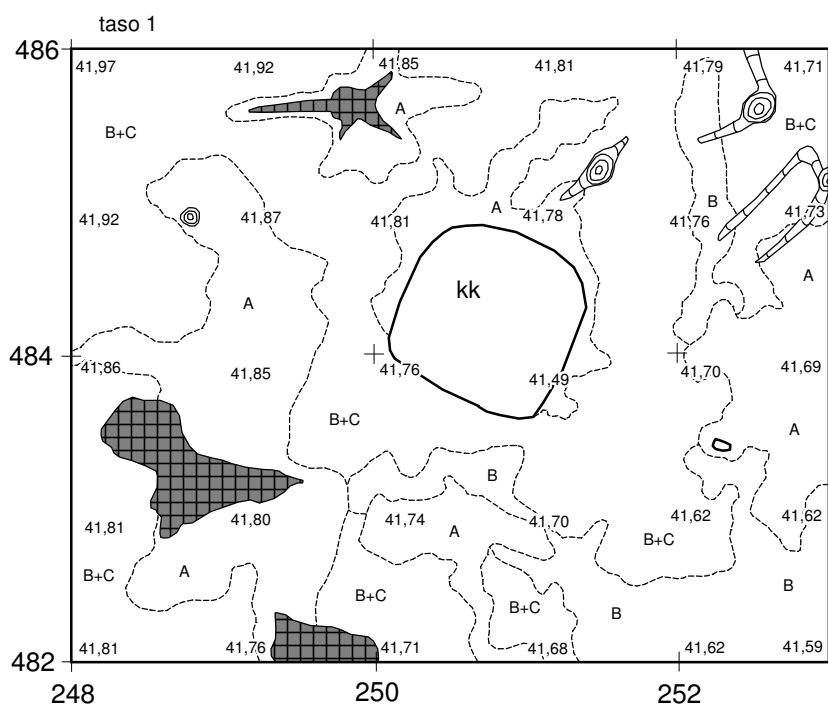 taso 1
486
41,97 41,92 41,85 41,81 41,79 41,71
A
B+C B+C
B
A
41,92 41,87 41,81 41,78 41,76 41,73
A
kk
A
484
41,86 41,85 41,76 41,49 41,70 41,69
B+C A
B
41,81 41,80 41,74 41,70 41,62 41,62
A B+C
B+C A B+C B+C B B
41,81 41,76 41,71 41,68 41,62 41,59
482
248 250 252